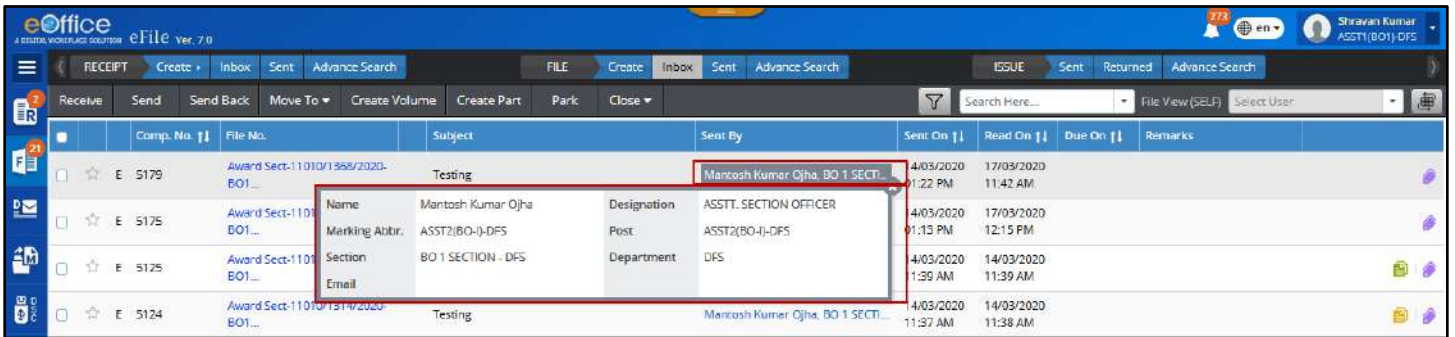 eOffice
A DIGITAL WORKPLACE SOLUTION eFile Ver. 7.0
273
en
Shravan Kumar
ASST1(BO1)-DFS
RECEIPT Create Inbox Sent Advance Search FILE Create Inbox Sent Advance Search ISSUE Sent Returned Advance Search
2
R
Receive Send Send Back Move To Create Volume Create Part Park Close Search Here... File View (SELF) Select User
21
F
Comp. No. File No. Subject Sent By Sent On Read On Due On Remarks
E 5179 Award Sect-11010/1368/2020-BO1... Testing Mantosh Kumar Ojha, BO 1 SECTI... 14/03/2020 01:22 PM 17/03/2020 11:42 AM
Name Mantosh Kumar Ojha Designation ASSTT. SECTION OFFICER
Marking Abbr. ASST2(BO-I)-DFS Post ASST2(BO-I)-DFS
Section BO 1 SECTION - DFS Department DFS
Email
D
E 5175 Award Sect-1101 BO1... 4/03/2020 01:13 PM 17/03/2020 12:15 PM
M
E 5125 Award Sect-1101 BO1... 4/03/2020 1:39 AM 14/03/2020 11:39 AM
DSC
E 5124 Award Sect-11010/1314/2020-BO1... Testing Mantosh Kumar Ojha, BO 1 SECTI... 14/03/2020 11:37 AM 14/03/2020 11:38 AM